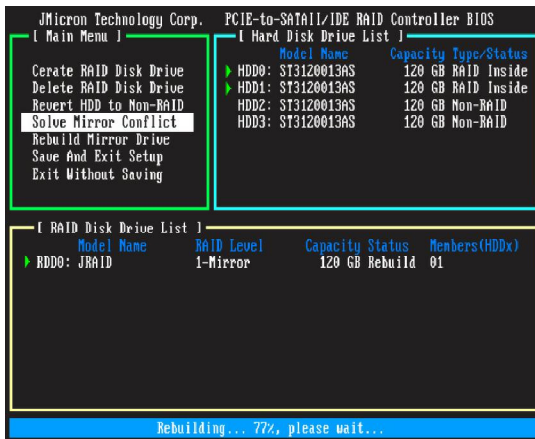 JMicron Technology Corp. PCIE-to-SATAII/IDE RAID Controller BIOS
[ Main Menu ]
Cerate RAID Disk Drive
Delete RAID Disk Drive
Revert HDD to Non-RAID
Solve Mirror Conflict
Rebuild Mirror Drive
Save And Exit Setup
Exit Without Saving
[ Hard Disk Drive List ]
Model Name Capacity Type/Status
HDD0: ST3120013AS 120 GB RAID Inside
HDD1: ST3120013AS 120 GB RAID Inside
HDD2: ST3120013AS 120 GB Non-RAID
HDD3: ST3120013AS 120 GB Non-RAID
[ RAID Disk Drive List ]
Model Name RAID Level Capacity Status Members(HDDx)
RDD0: JRAID 1-Mirror 120 GB Rebuild 01
Rebuilding... 77%, please wait...